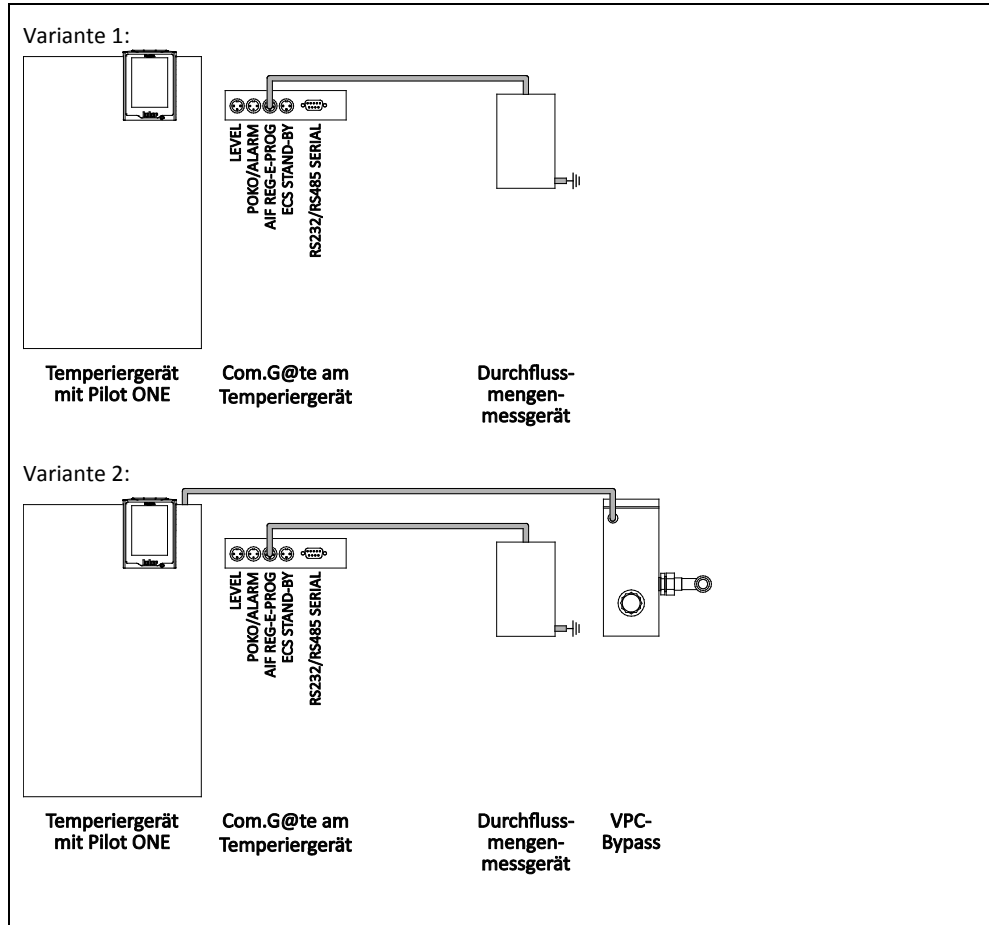 Variante 1:
huber
LEVEL
POKO/ALARM
AIF REG-E-PROG
ECS STAND-BY
RS232/RS485 SERIAL
Temperiergerät
mit Pilot ONE
Com.G@te am
Temperiergerät
Durchfluss-
mengen-
messgerät
Variante 2:
huber
LEVEL
POKO/ALARM
AIF REG-E-PROG
ECS STAND-BY
RS232/RS485 SERIAL
Temperiergerät
mit Pilot ONE
Com.G@te am
Temperiergerät
Durchfluss-
mengen-
messgerät
VPC-
Bypass